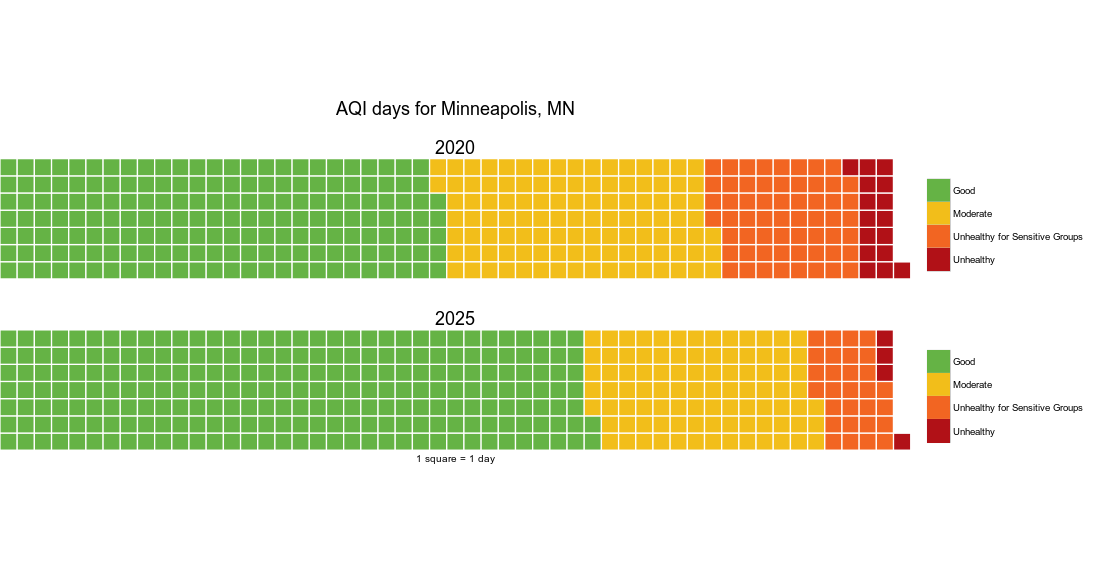 AQI days for Minneapolis, MN
2020
Good
Moderate
Unhealthy for Sensitive Groups
Unhealthy
2025
Good
Moderate
Unhealthy for Sensitive Groups
Unhealthy
1 square = 1 day